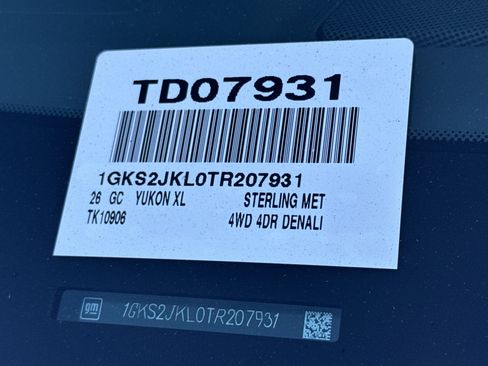 TD07931
1GKS2JKL0TR207931
26 GC YUKON XL STERLING MET
TK10906 4WD 4DR DENALI
gm 1GKS2JKL0TR207931